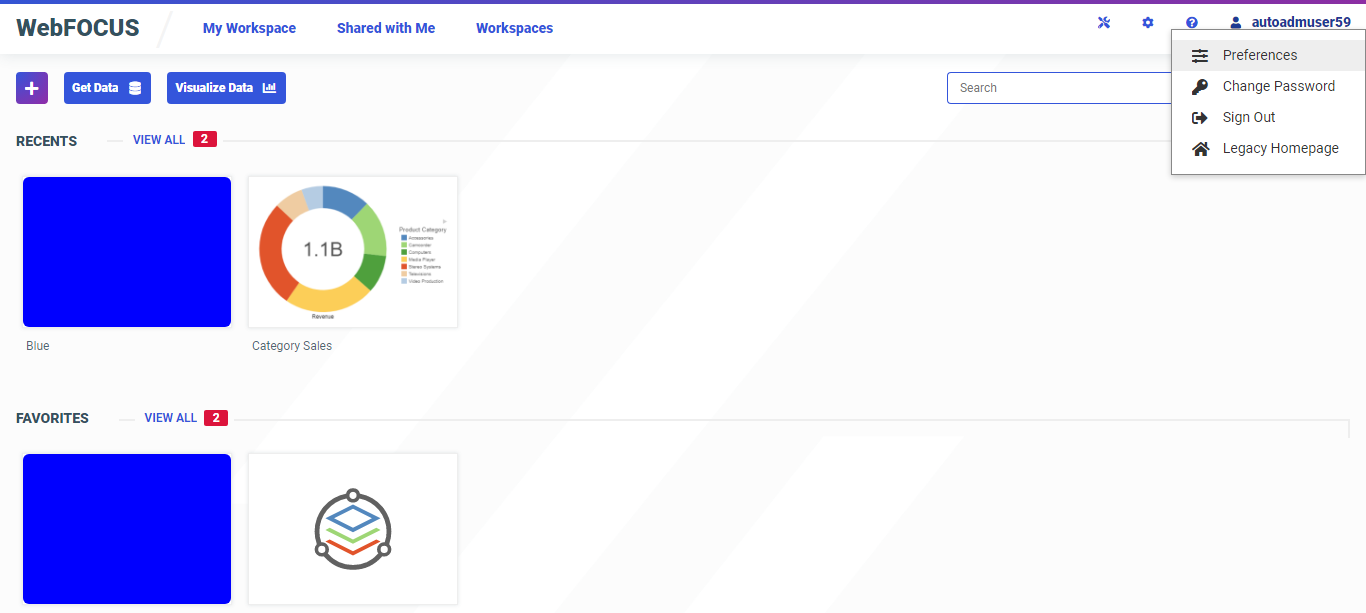 WebFOCUS
My Workspace
Shared with Me
Workspaces
autoadmuser59
Preferences
Change Password
Sign Out
Legacy Homepage
Get Data
Visualize Data
Search
RECENTS
VIEW ALL 2
1.1B
Product Category
Accessories
Camcorder
Computers
Media Player
Stereo Systems
Televisions
Video Production
Revenue
Blue
Category Sales
FAVORITES
VIEW ALL 2